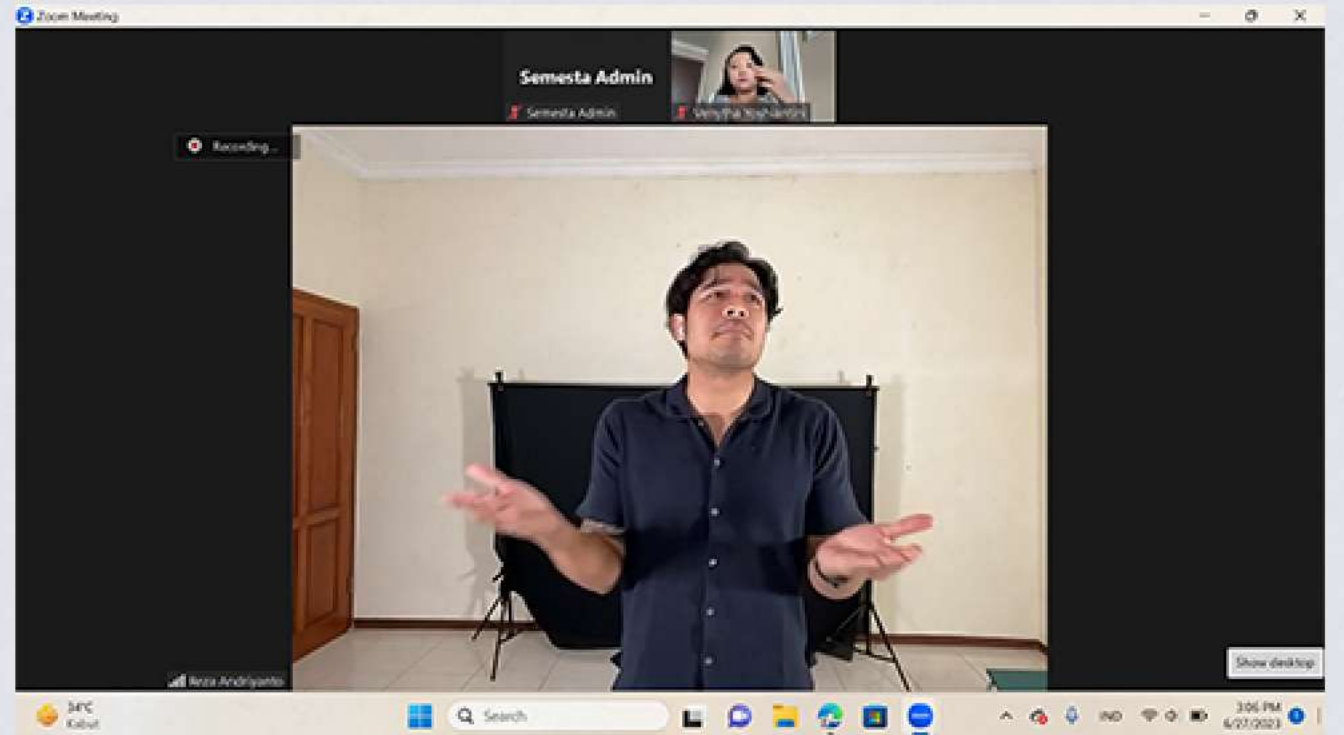 Zoom Meeting
Semesta Admin
Semesta Admin
Recording...
Reza Andriyanto
Show desktop
34°C
Kabut
Search
IND
3:06 PM
6/27/2023